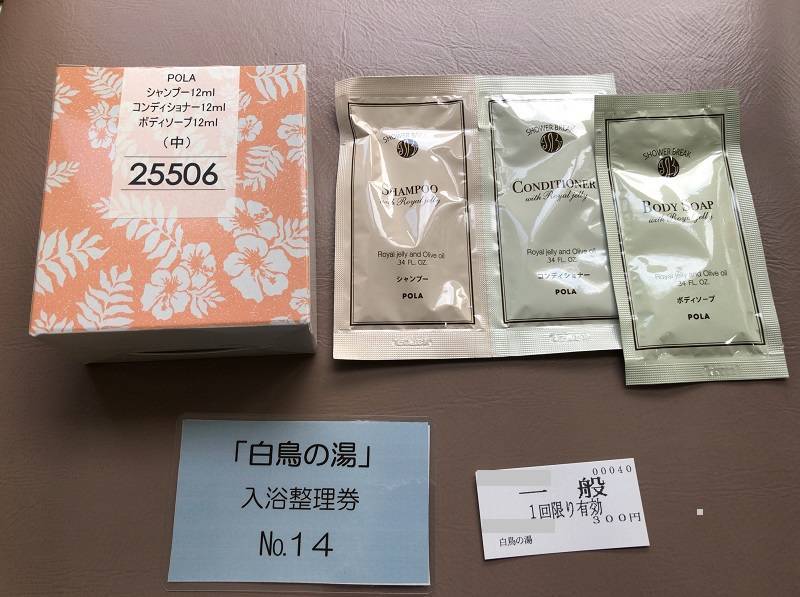 POLA
シャンプー12ml
コンディショナー12ml
ボディソープ12ml
(中)
25506
SHOWER BREAK
SHAMPOO
with Royal jelly
Royal jelly and Olive oil
.34 FL. OZ.
シャンプー
POLA
SHOWER BREAK
CONDITIONER
with Royal jelly
Royal jelly and Olive oil
.34 FL. OZ.
コンディショナー
POLA
SHOWER BREAK
BODY SOAP
with Royal jelly
Royal jelly and Olive oil
.34 FL. OZ.
ボディソープ
POLA
「白鳥の湯」
入浴整理券
No.14
00040
一般
1回限り有効
300円
白鳥の湯